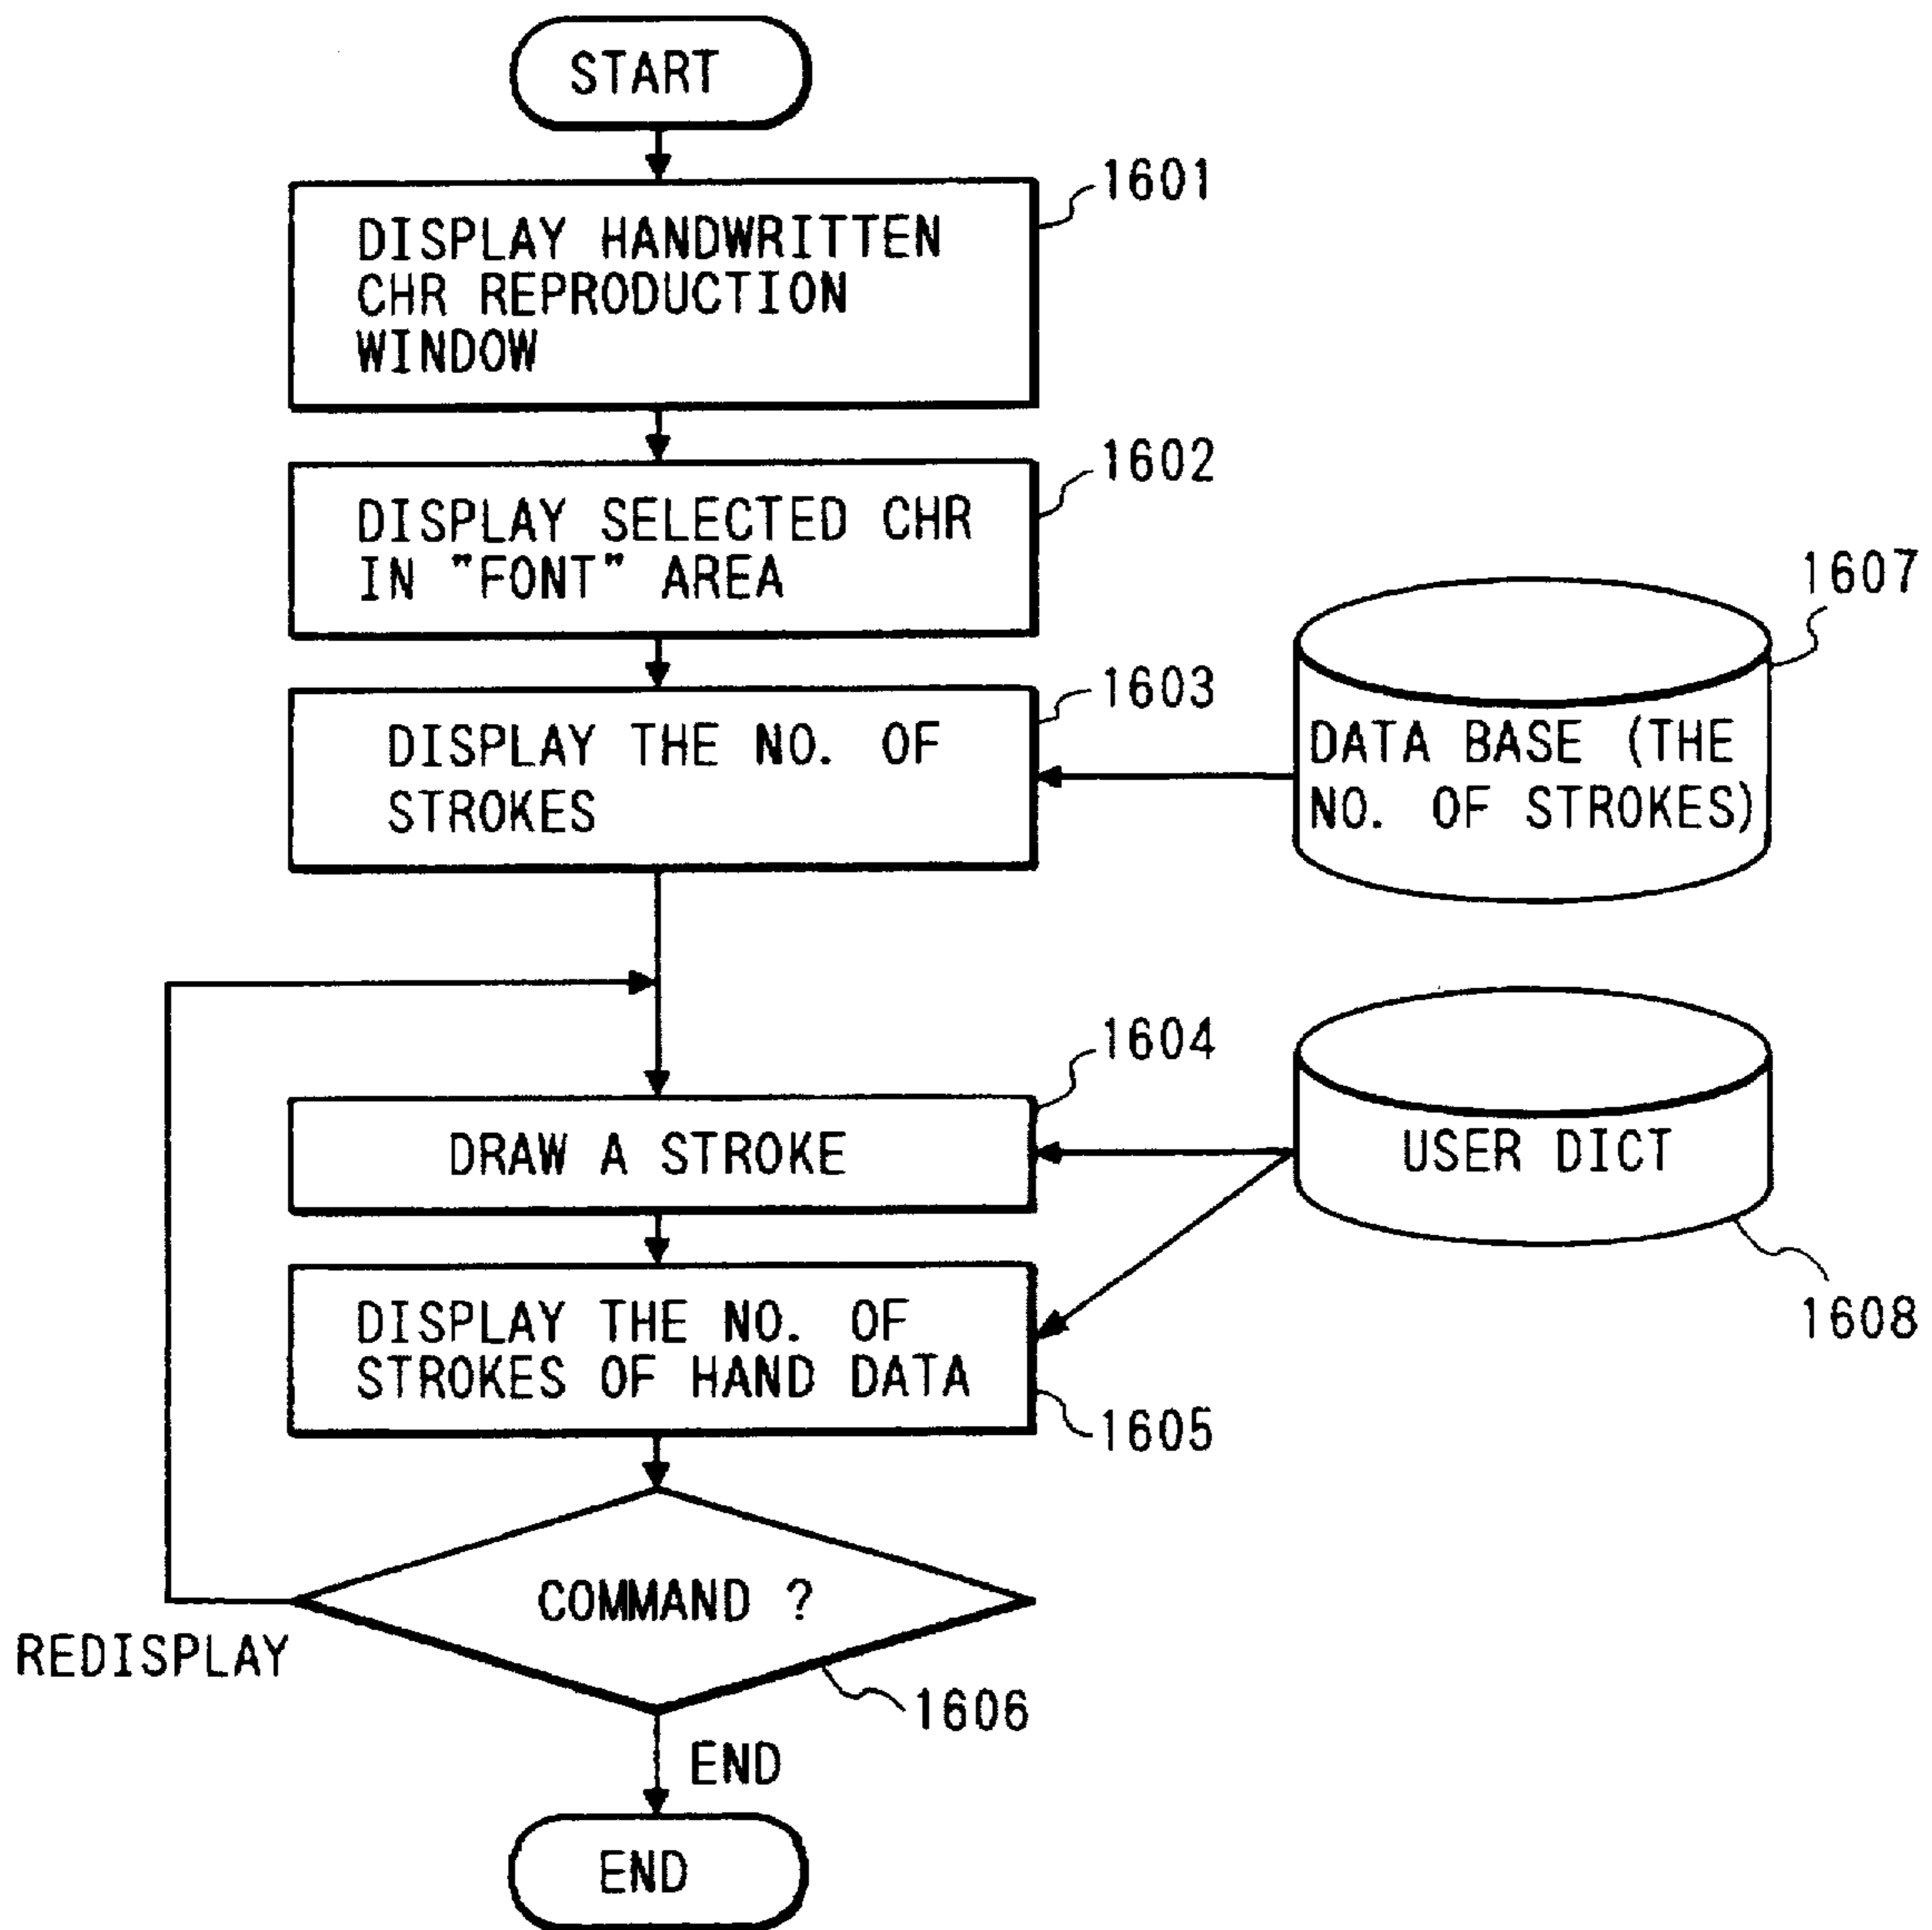 START
1601
DISPLAY HANDWRITTEN
CHR REPRODUCTION
WINDOW
1602
DISPLAY SELECTED CHR
IN "FONT" AREA
1607
1603
DISPLAY THE NO. OF
STROKES
DATA BASE (THE
NO. OF STROKES)
1604
DRAW A STROKE
USER DICT
1608
DISPLAY THE NO. OF
STROKES OF HAND DATA
1605
COMMAND ?
REDISPLAY
1606
END
END